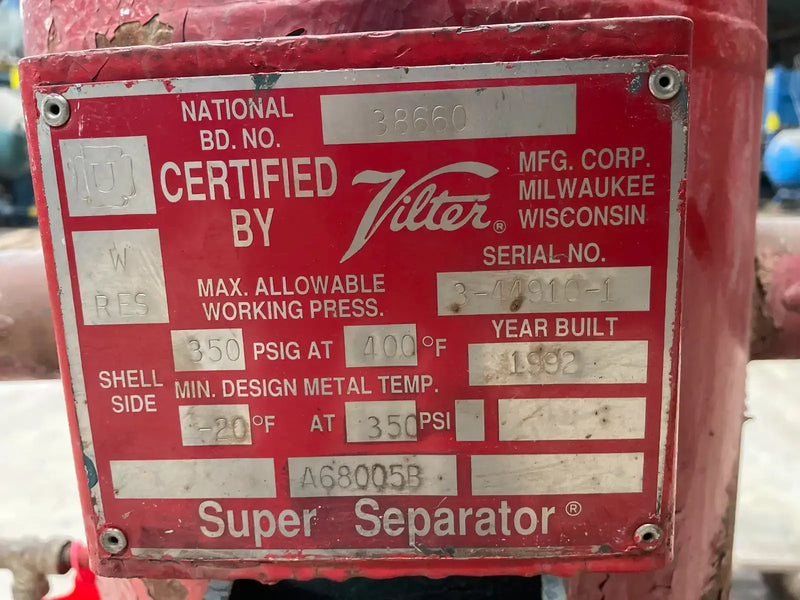 NATIONAL
BD. NO.
38660
U
CERTIFIED
BY
Vilter®
MFG. CORP.
MILWAUKEE
WISCONSIN
W
RES
SERIAL NO.
3-44910-1
MAX. ALLOWABLE
WORKING PRESS.
350 PSIG AT 400 °F
YEAR BUILT
1992
SHELL
SIDE
MIN. DESIGN METAL TEMP.
-20 °F AT 350 PSI
A68005B
Super Separator®